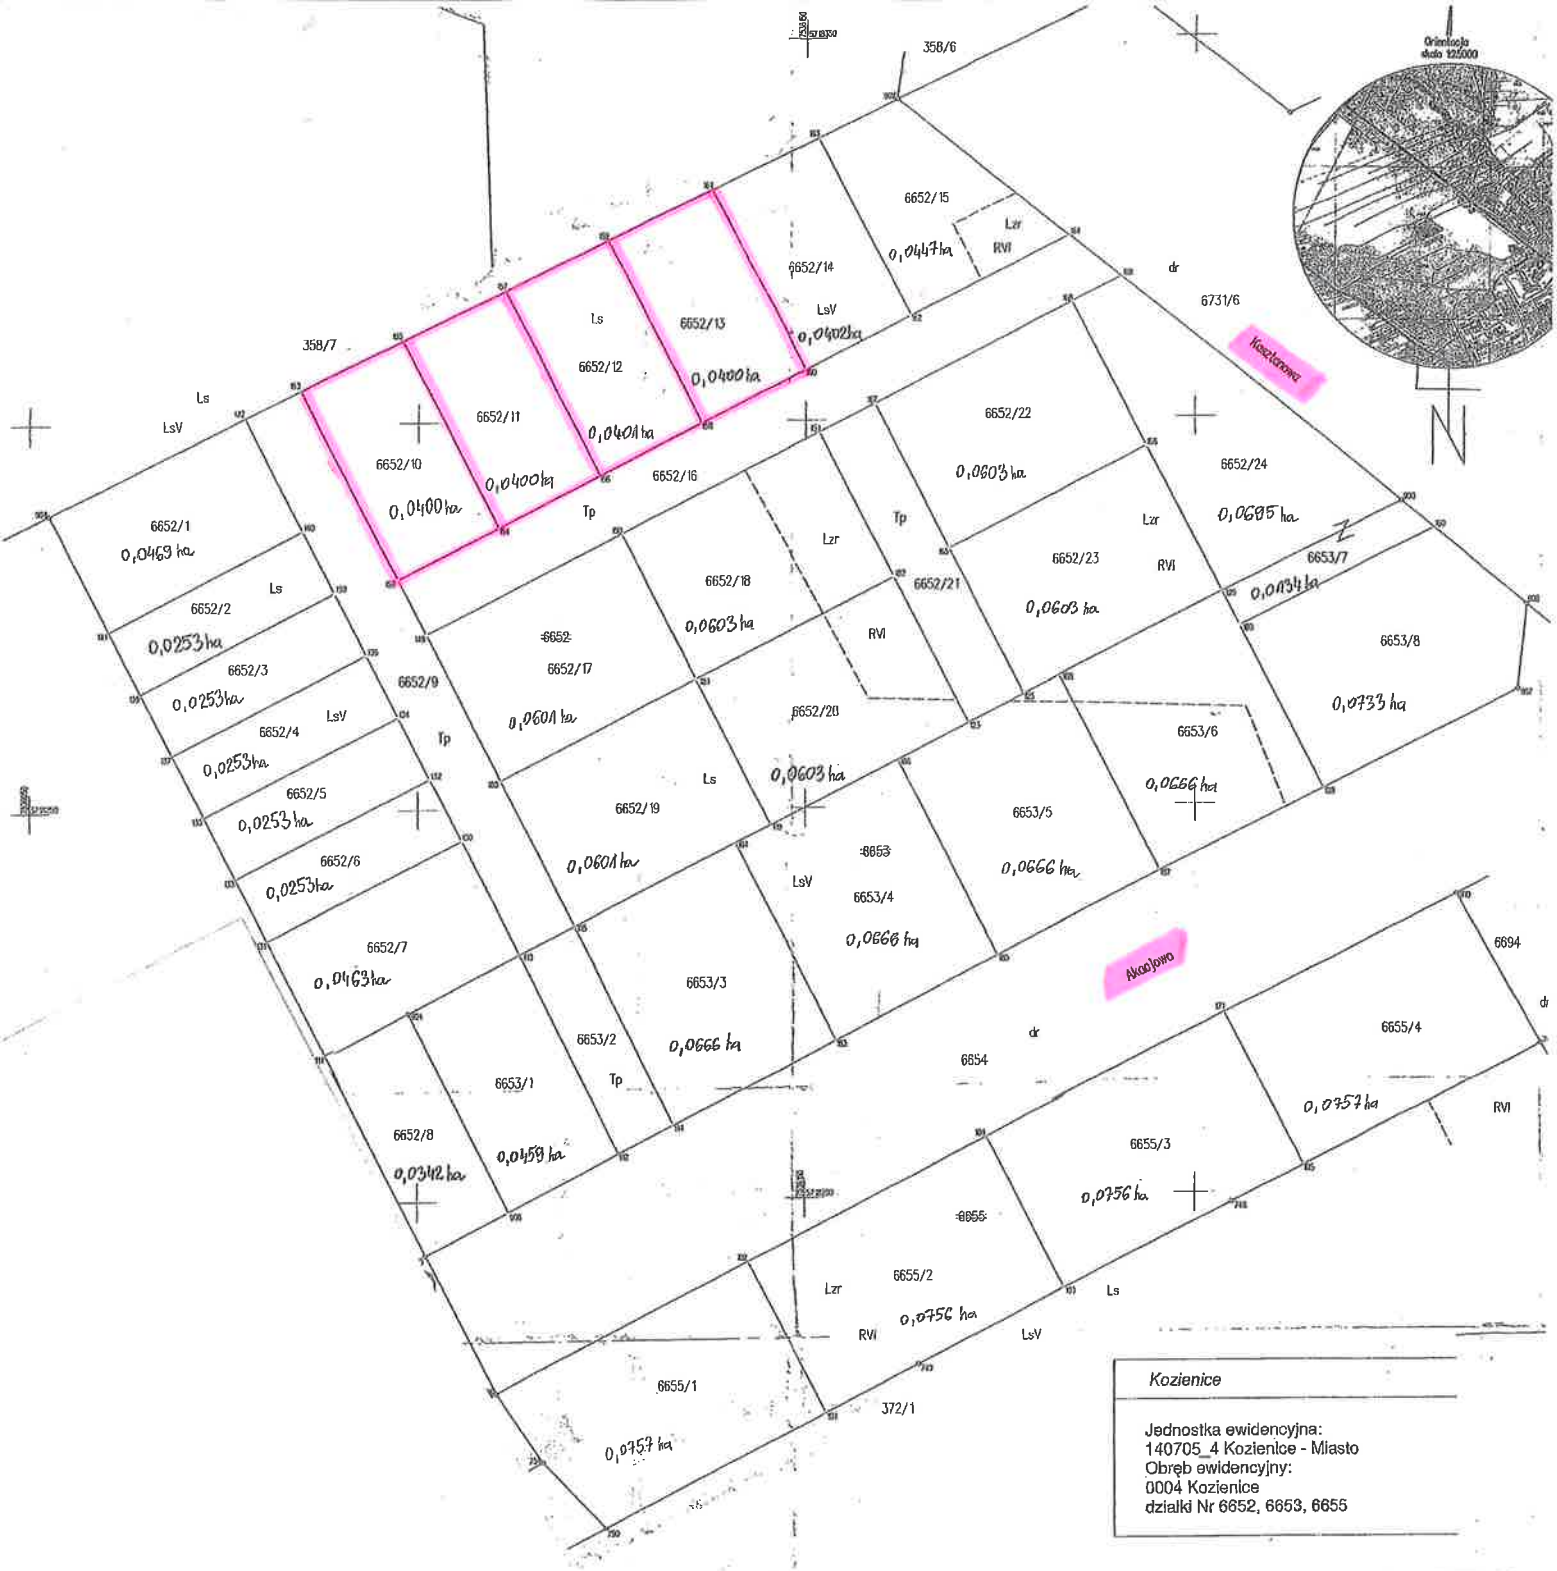 358/6
Orientacja
skala 1:25000
6652/15
Lzr
RVI
0,0447ha
6652/14
LsV
0,0402ha
dr
6731/6
Kasztanowa
358/7
Ls
6652/13
0,0400ha
6652/12
0,0401ha
6652/11
0,0400ha
6652/10
0,0400ha
Ls
LsV
6652/16
Tp
6652/22
0,0603ha
6652/24
0,0695ha
N
6652/1
0,0469ha
Ls
6652/2
0,0253ha
6652/3
0,0253ha
LsV
6652/4
0,0253ha
6652/5
0,0253ha
6652/6
0,0253ha
6652/7
0,0463ha
6652/9
Tp
6652
6652/17
0,0601ha
6652/18
0,0603ha
Lzr
RVI
Tp
6652/21
6652/23
0,0603ha
Lzr
RVI
6653/7
0,0134ha
6653/8
0,0733ha
6652/20
0,0603ha
Ls
6652/19
0,0601ha
6653/6
0,0666ha
6653/5
0,0666ha
LsV
6653
6653/4
0,0666ha
6653/3
0,0666ha
6653/2
Tp
6653/1
0,0459ha
6652/8
0,0342ha
Akacjowa
dr
6654
6694
6655/4
0,0757ha
RVI
6655/3
0,0756ha
6655
6655/2
0,0756ha
Lzr
RVI
Ls
LsV
6655/1
0,0757ha
372/1
Kozienice
Jednostka ewidencyjna:
140705_4 Kozienice - Miasto
Obręb ewidencyjny:
0004 Kozienice
działki Nr 6652, 6653, 6655